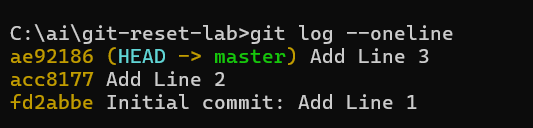 C:\ai\git-reset-lab>git log --oneline
ae92186 (HEAD -> master) Add Line 3
acc8177 Add Line 2
fd2abbe Initial commit: Add Line 1